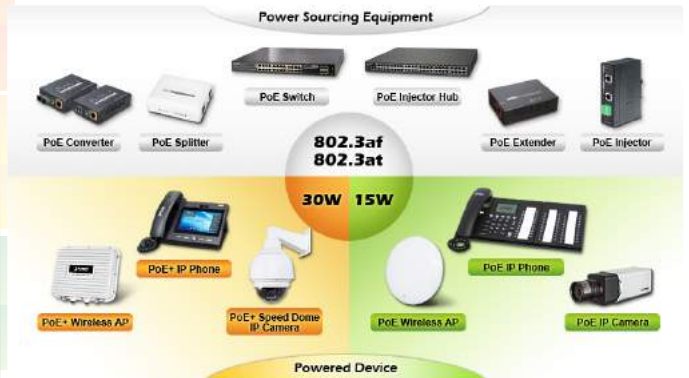 Power Sourcing Equipment
PoE Switch
PoE Injector Hub
PoE Converter
PoE Splitter
PoE Extender
PoE Injector
802.3af
802.3at
30W 15W
PoE+ IP Phone
PoE IP Phone
PoE+ Wireless AP
PoE+ Speed Dome
IP Camera
PoE Wireless AP
PoE IP Camera
Powered Device